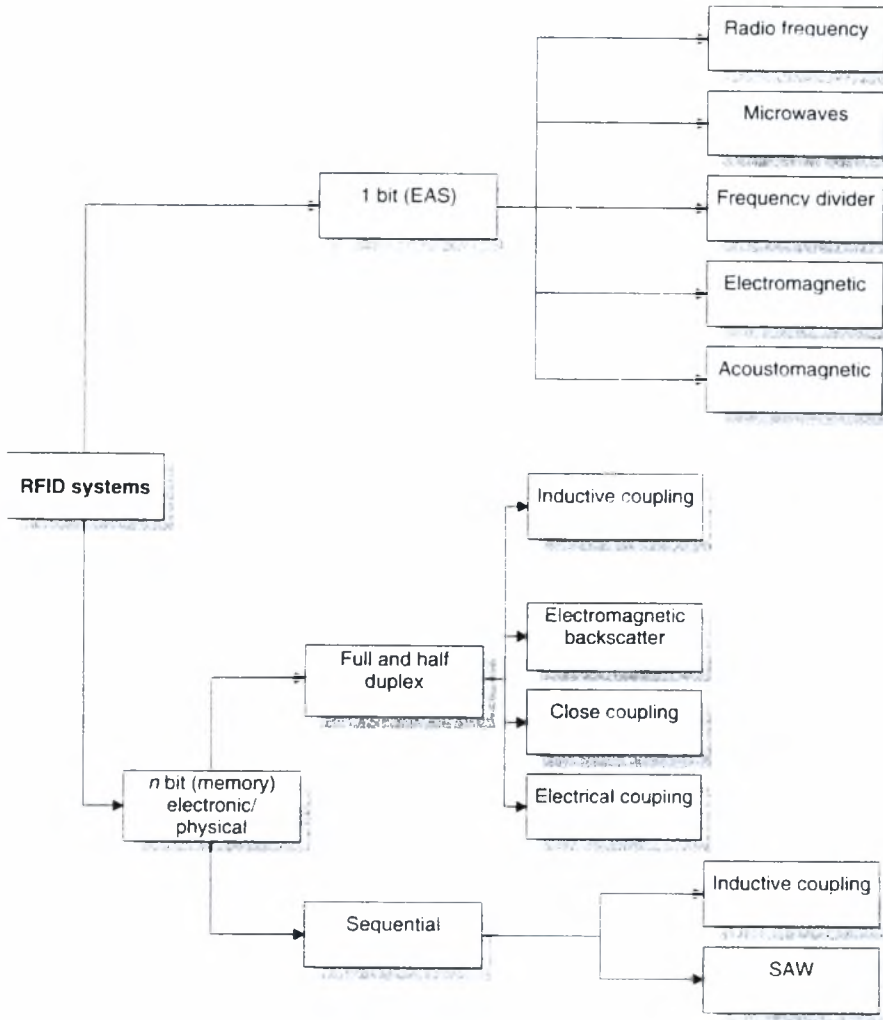 Radio frequency
Microwaves
1 bit (EAS)
Frequency divider
Electromagnetic
Acoustomagnetic
RFID systems
Inductive coupling
Electromagnetic
backscatter
Full and half
duplex
Close coupling
n bit (memory)
electronic/
physical
Electrical coupling
Inductive coupling
Sequential
SAW